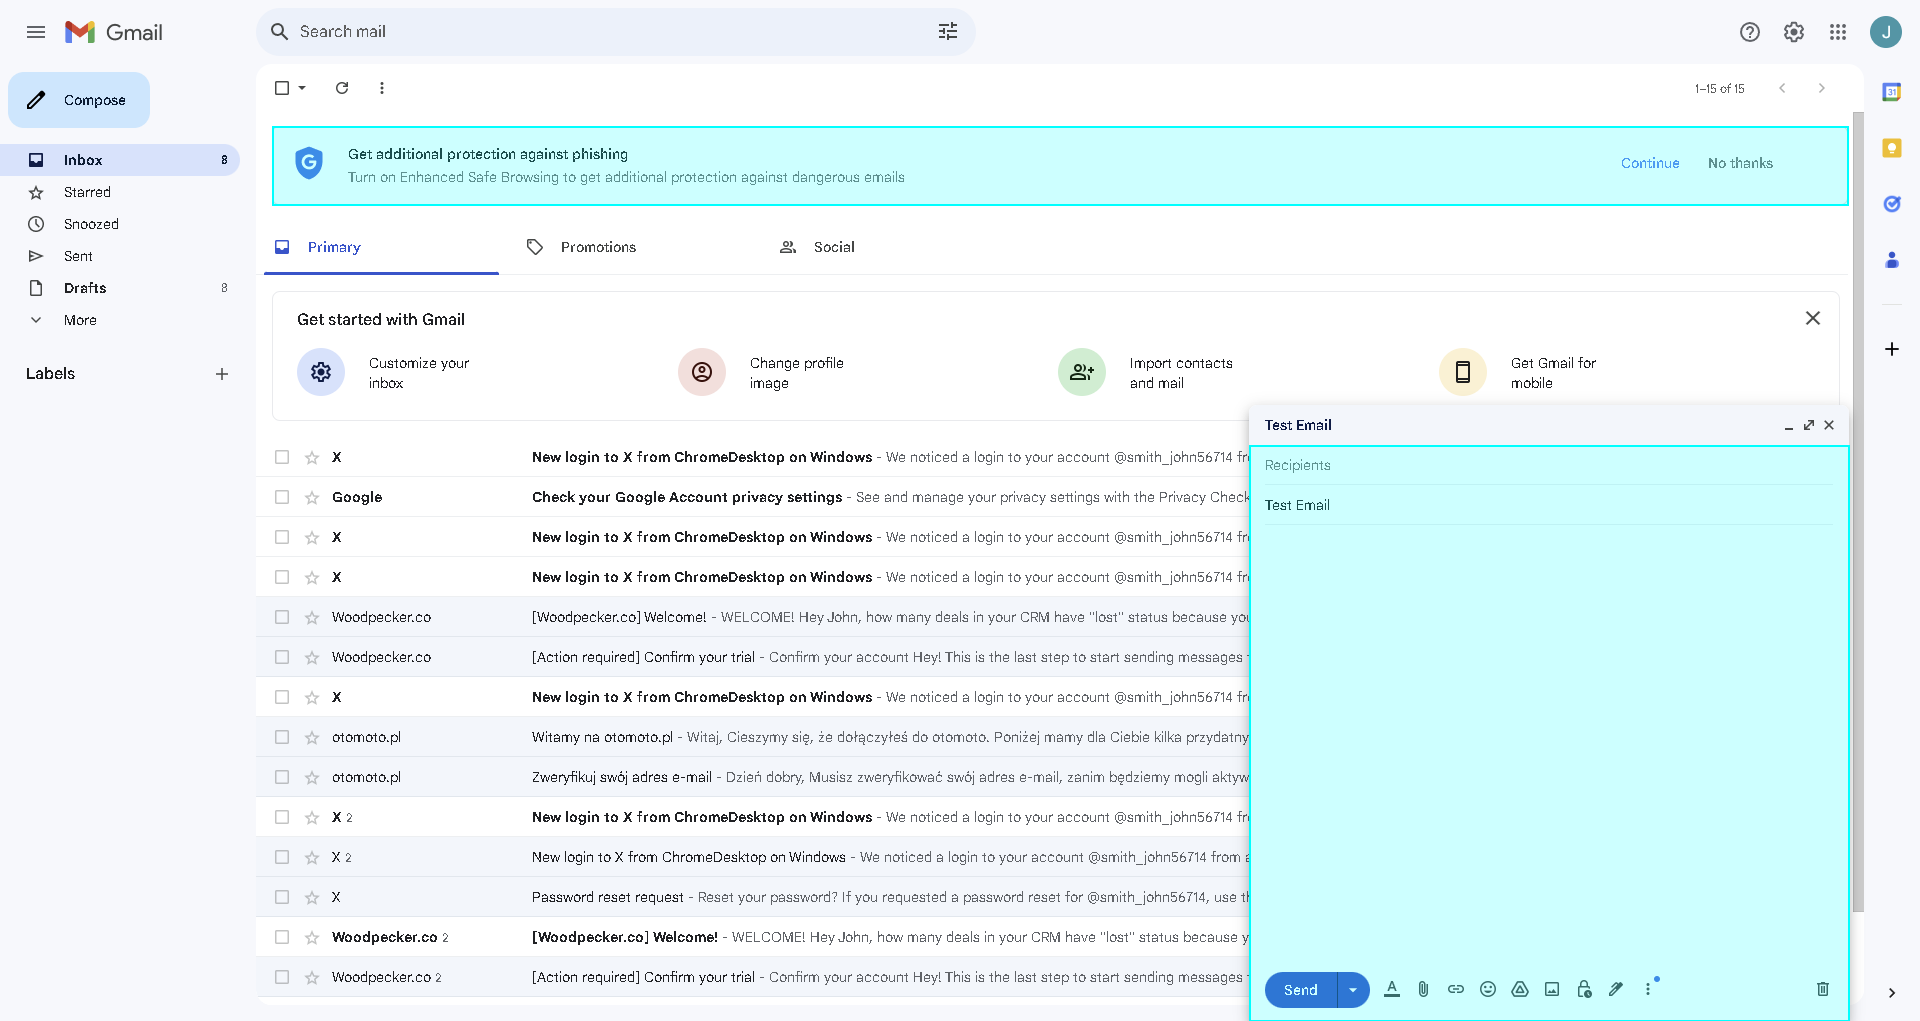 Gmail
Search mail
J
Compose
Inbox 8
Starred
Snoozed
Sent
Drafts 8
More
Labels
1–15 of 15
31
G
Get additional protection against phishing
Turn on Enhanced Safe Browsing to get additional protection against dangerous emails
Continue No thanks
Primary Promotions Social
Get started with Gmail
Customize your
inbox
Change profile
image
Import contacts
and mail
Get Gmail for
mobile
X New login to X from ChromeDesktop on Windows - We noticed a login to your account @smith_john56714
Google Check your Google Account privacy settings - See and manage your privacy settings with the Privacy Check
X New login to X from ChromeDesktop on Windows - We noticed a login to your account @smith_john56714
X New login to X from ChromeDesktop on Windows - We noticed a login to your account @smith_john56714
Woodpecker.co [Woodpecker.co] Welcome! - WELCOME! Hey John, how many deals in your CRM have "lost" status because you
Woodpecker.co [Action required] Confirm your trial - Confirm your account Hey! This is the last step to start sending messages
X New login to X from ChromeDesktop on Windows - We noticed a login to your account @smith_john56714
otomoto.pl Witamy na otomoto.pl - Witaj, Cieszymy się, że dołączyłeś do otomoto. Poniżej mamy dla Ciebie kilka przydatny
otomoto.pl Zweryfikuj swój adres e-mail - Dzień dobry, Musisz zweryfikować swój adres e-mail, zanim będziemy mogli aktyw
X 2 New login to X from ChromeDesktop on Windows - We noticed a login to your account @smith_john56714
X 2 New login to X from ChromeDesktop on Windows - We noticed a login to your account @smith_john56714 from
X Password reset request - Reset your password? If you requested a password reset for @smith_john56714, use
Woodpecker.co 2 [Woodpecker.co] Welcome! - WELCOME! Hey John, how many deals in your CRM have "lost" status because
Woodpecker.co 2 [Action required] Confirm your trial - Confirm your account Hey! This is the last step to start sending messages
Test Email
Recipients
Test Email
Send